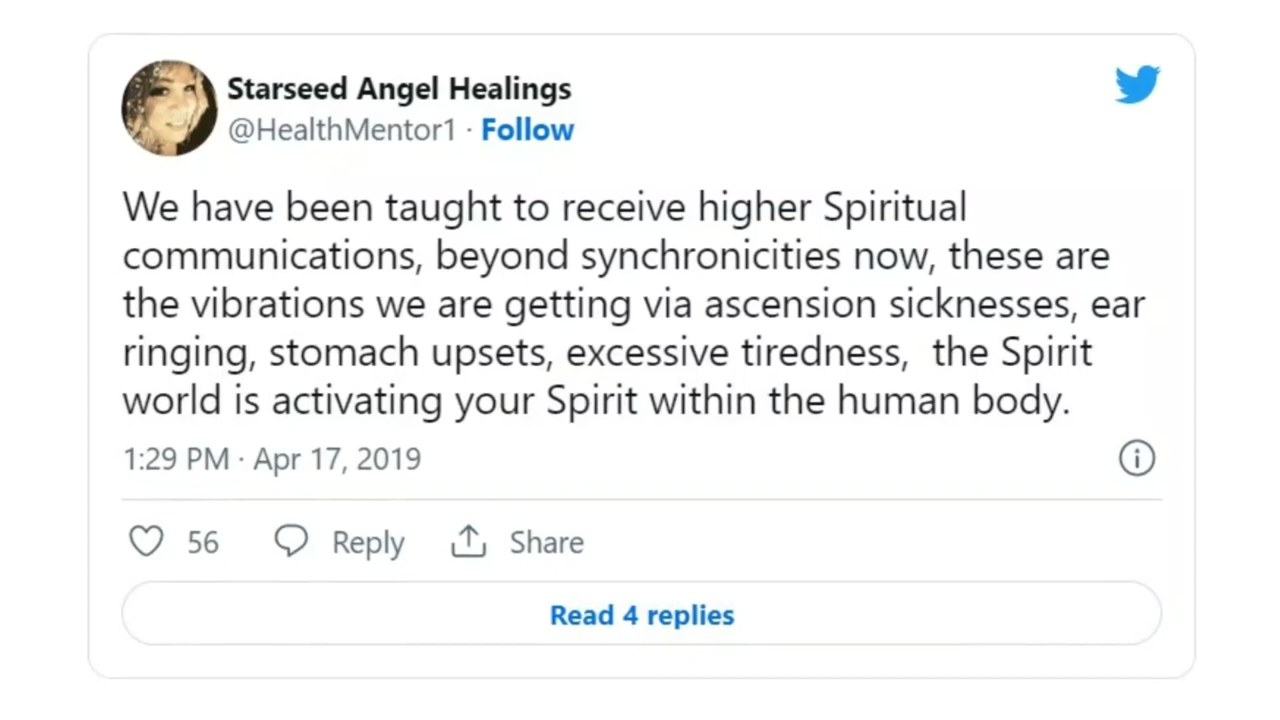 Starseed Angel Healings
@HealthMentor1 · Follow
We have been taught to receive higher Spiritual
communications, beyond synchronicities now, these are
the vibrations we are getting via ascension sicknesses, ear
ringing, stomach upsets, excessive tiredness,  the Spirit
world is activating your Spirit within the human body.
1:29 PM · Apr 17, 2019
56 Reply Share
Read 4 replies